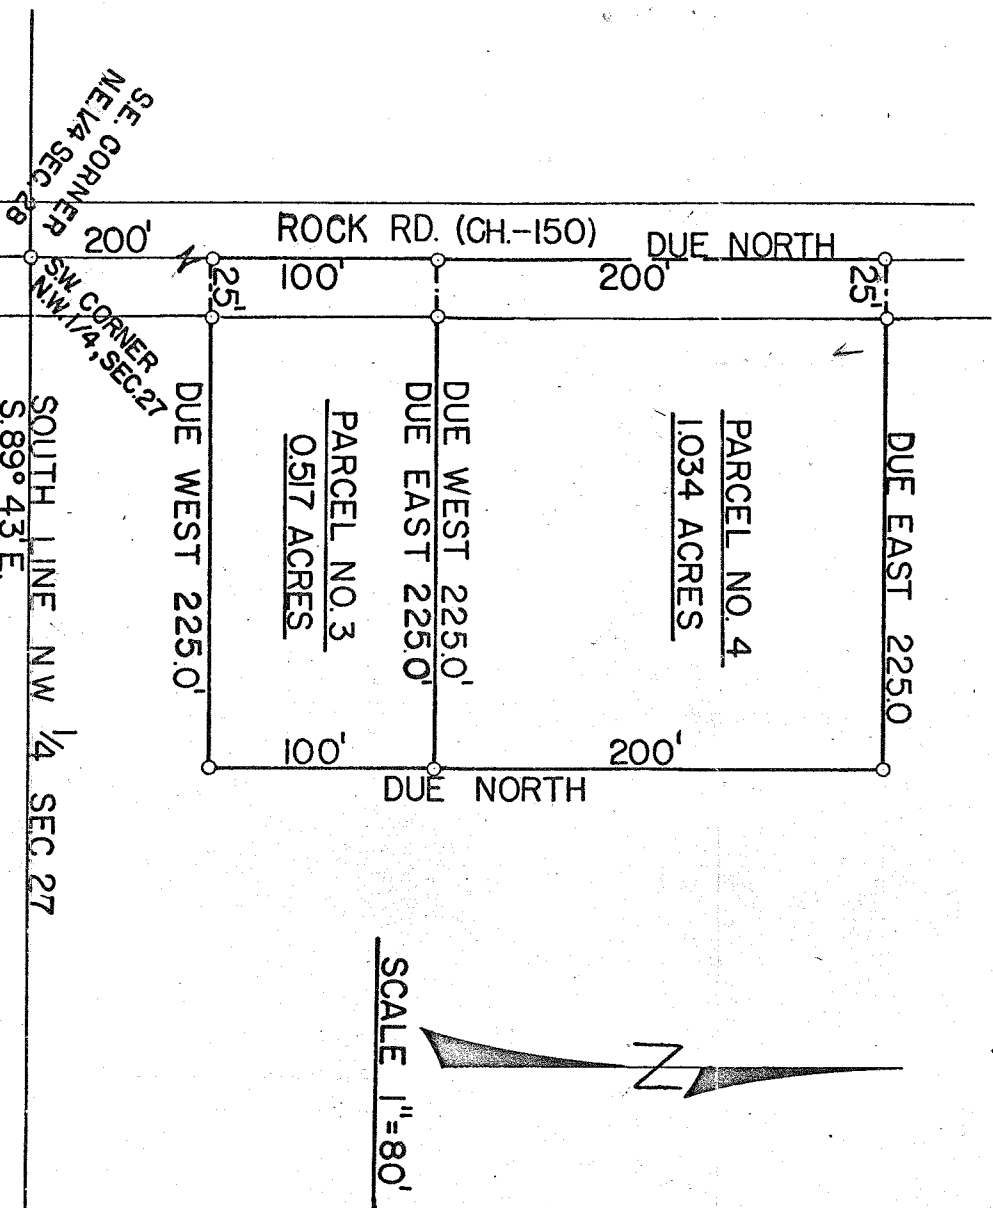 S.E. CORNER
N.E. 1/4 SEC. 28
200'
ROCK RD. (CH.-150)
DUE NORTH
25'
100'
200'
25'
S.W. CORNER
N.W. 1/4, SEC. 27
SOUTH LINE N.W 1/4 SEC. 27
S. 89° 43' E.
DUE WEST 225.0'
PARCEL NO. 3
0.517 ACRES
DUE WEST 225.0'
DUE EAST 225.0'
PARCEL NO. 4
1.034 ACRES
DUE EAST 225.0
100'
200'
DUE NORTH
N
SCALE 1"=80'